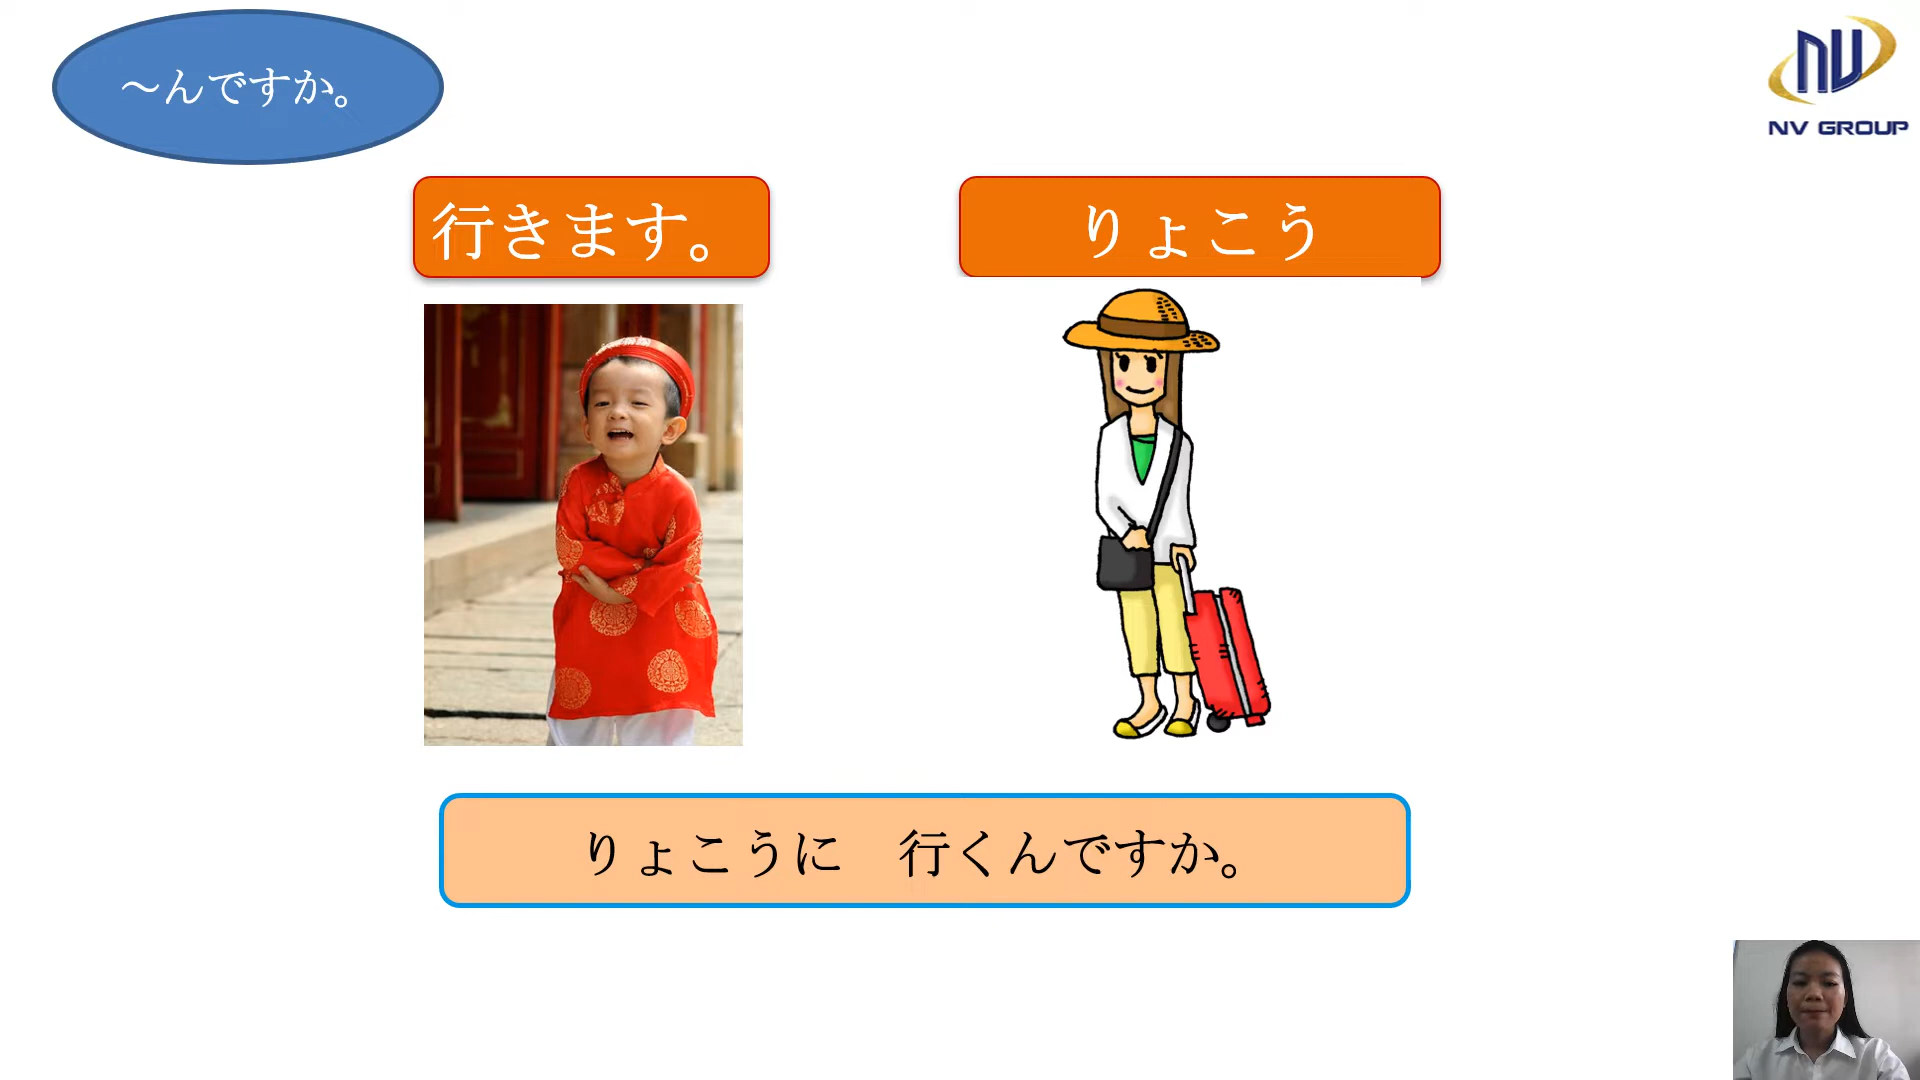 ～んですか。
NV GROUP
行きます。
りょこう
りょこうに　行くんですか。